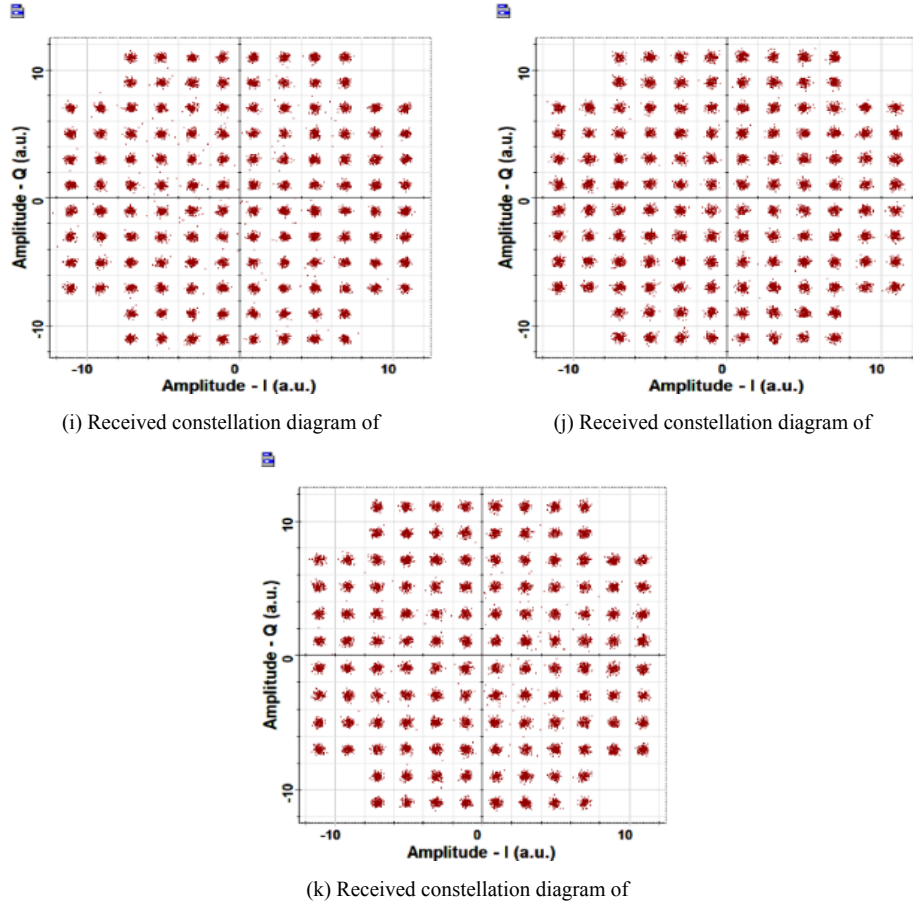 10
0
-10
Amplitude - Q (a.u.)
-10
0
10
Amplitude - I (a.u.)
(i) Received constellation diagram of
10
0
-10
Amplitude - Q (a.u.)
-10
0
10
Amplitude - I (a.u.)
(j) Received constellation diagram of
10
0
-10
Amplitude - Q (a.u.)
-10
0
10
Amplitude - I (a.u.)
(k) Received constellation diagram of